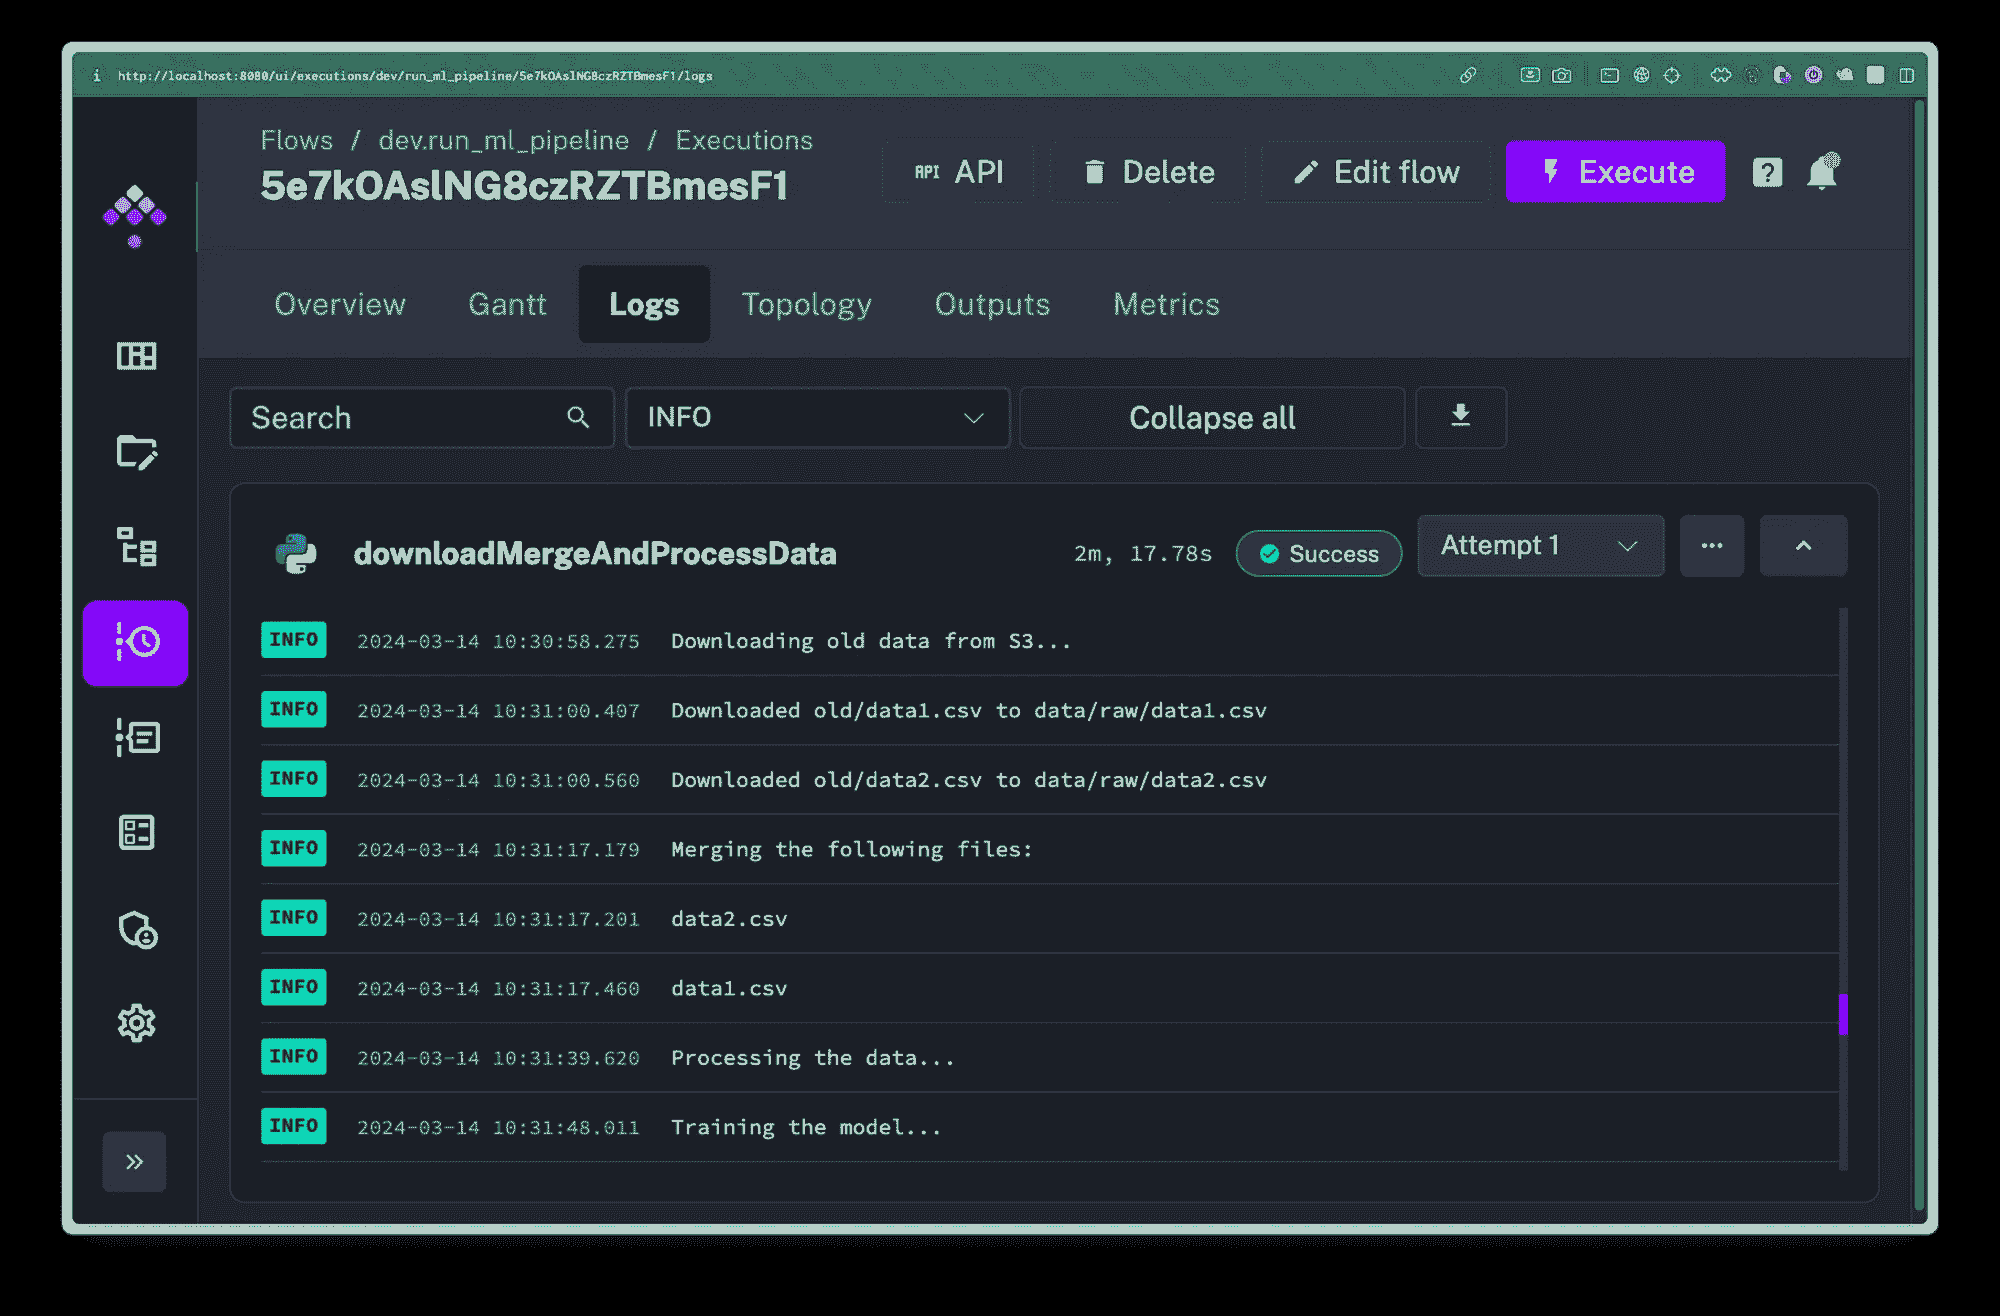 http://localhost:8080/ui/executions/dev/run_ml_pipeline/5e7kOAslNG8czRZTBmesF1/logs
Flows / dev.run_ml_pipeline / Executions
5e7kOAslNG8czRZTBmesF1
API API
Delete
Edit flow
Execute
?
Overview Gantt Logs Topology Outputs Metrics
Search
INFO
Collapse all
downloadMergeAndProcessData
2m, 17.78s
Success
Attempt 1
INFO 2024-03-14 10:30:58.275 Downloading old data from S3...
INFO 2024-03-14 10:31:00.407 Downloaded old/data1.csv to data/raw/data1.csv
INFO 2024-03-14 10:31:00.560 Downloaded old/data2.csv to data/raw/data2.csv
INFO 2024-03-14 10:31:17.179 Merging the following files:
INFO 2024-03-14 10:31:17.201 data2.csv
INFO 2024-03-14 10:31:17.460 data1.csv
INFO 2024-03-14 10:31:39.620 Processing the data...
INFO 2024-03-14 10:31:48.011 Training the model...